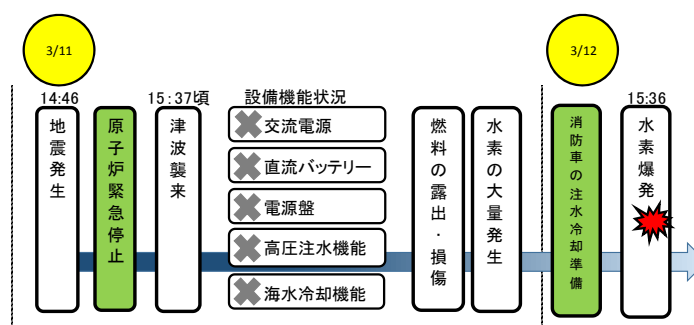 3/11
3/12
14:46
15:37頃
設備機能状況
15:36
地震発生
原子炉緊急停止
津波襲来
交流電源
直流バッテリー
電源盤
高圧注水機能
海水冷却機能
燃料の露出・損傷
水素の大量発生
消防車の注水冷却準備
水素爆発